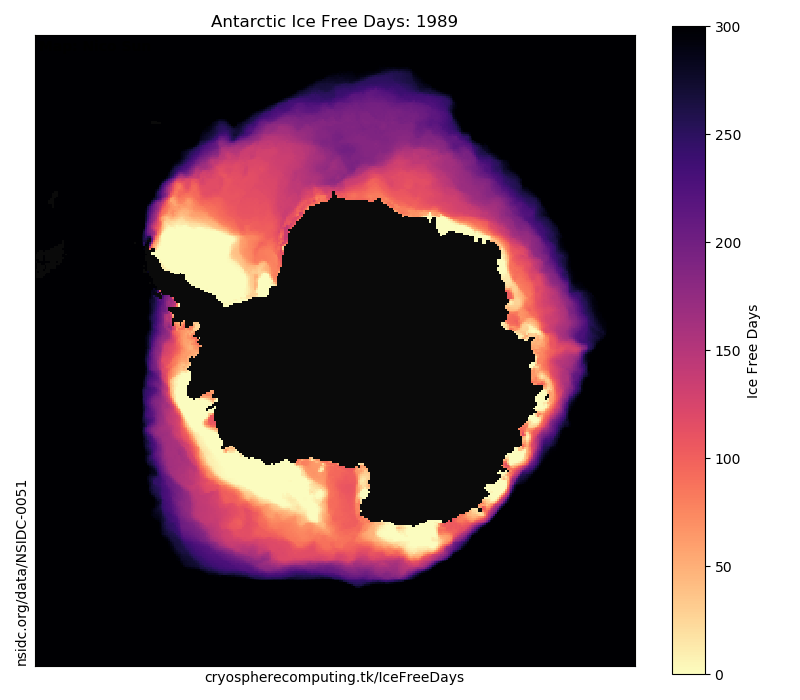 Antarctic Ice Free Days: 1989
300
250
200
150
100
50
0
Ice Free Days
nsidc.org/data/NSIDC-0051
cryospherecomputing.tk/IceFreeDays